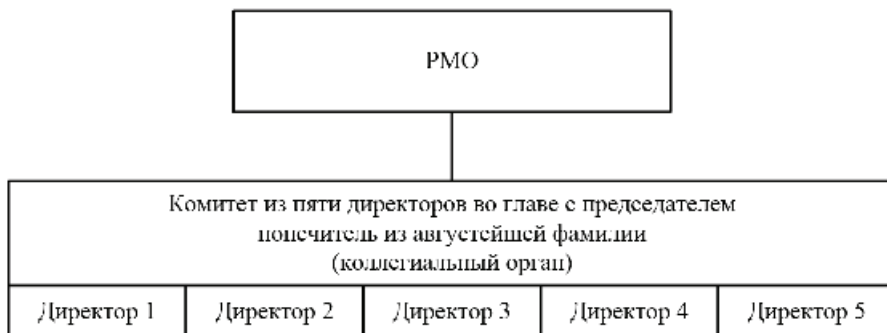 РМО
Комитет из пяти директоров во главе с председателем
попечитель из августейшей фамилии
(коллегиальный орган)
Директор 1
Директор 2
Директор 3
Директор 4
Директор 5